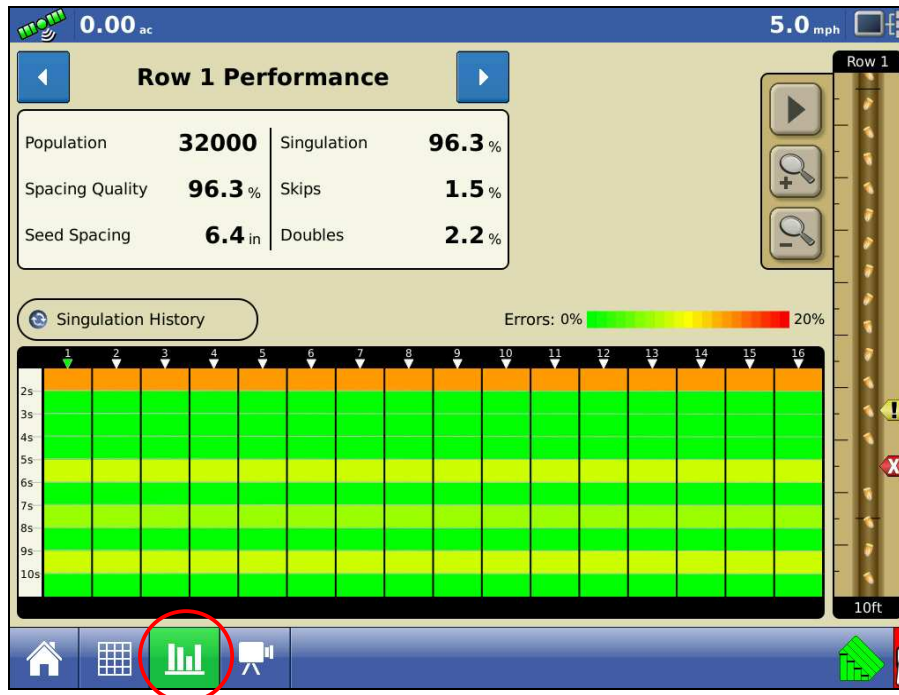 0.00 ac
5.0 mph
Row 1 Performance
Row 1
Population 32000 Singulation 96.3 %
Spacing Quality 96.3 % Skips 1.5 %
Seed Spacing 6.4 in Doubles 2.2 %
Singulation History
Errors: 0% 20%
1 2 3 4 5 6 7 8 9 10 11 12 13 14 15 16
2s
3s
4s
5s
6s
7s
8s
9s
10s
!
X
10ft